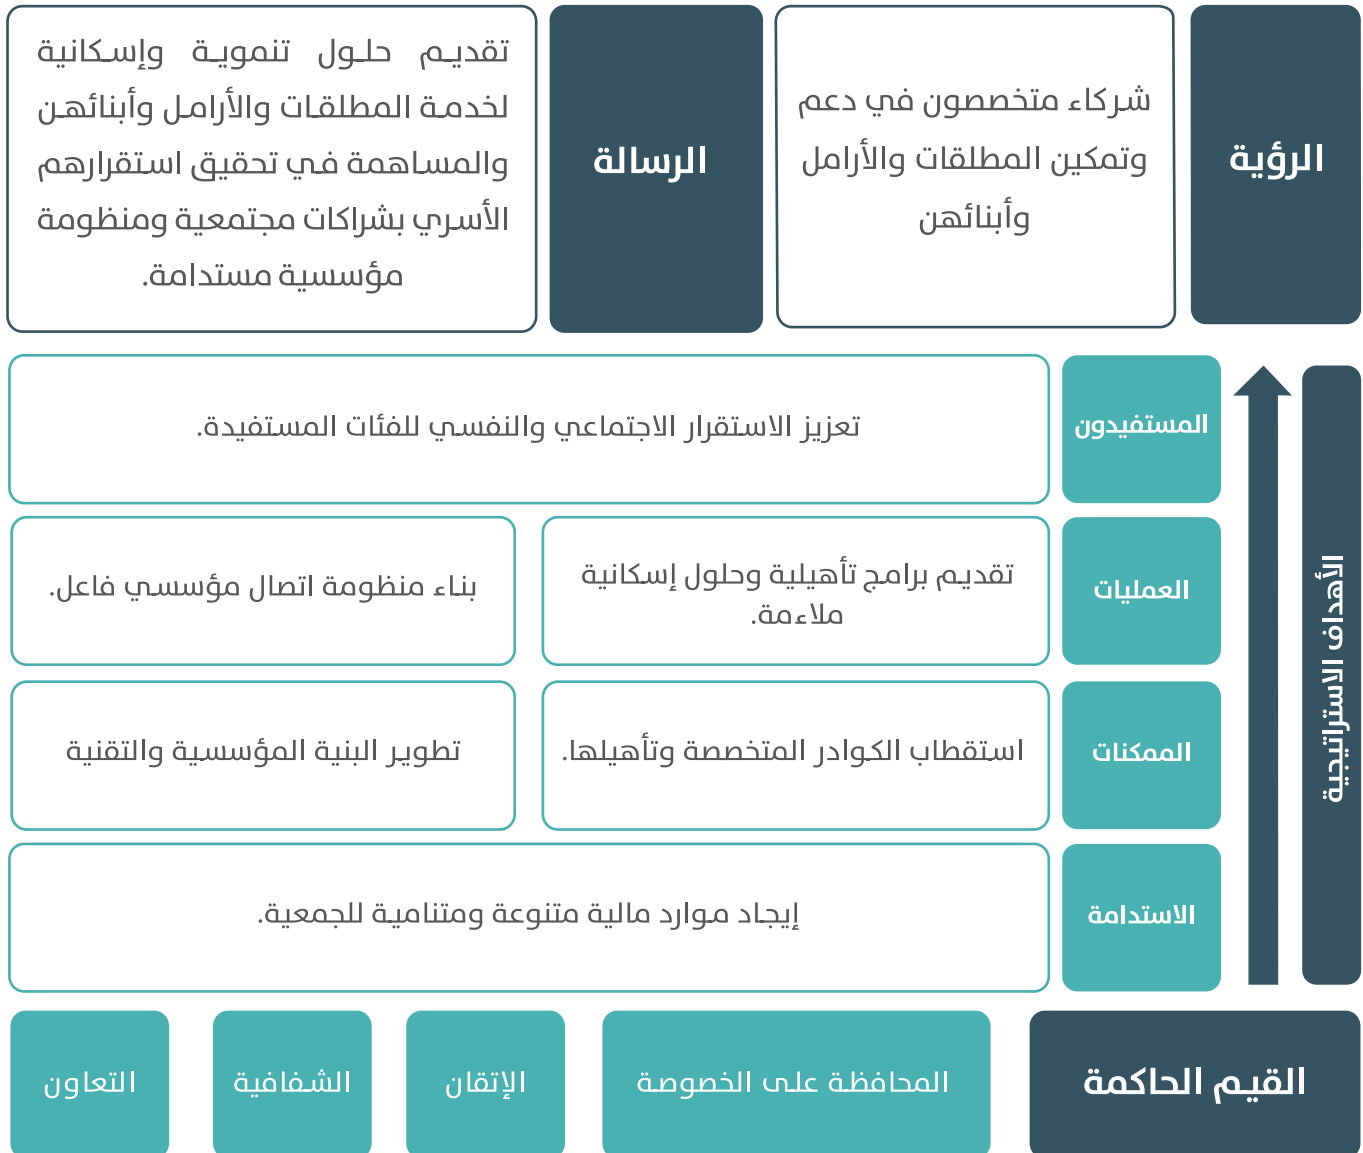 الرؤية
شركاء متخصصون في دعم
وتمكين المطلقات والأرامل
وأبنائهن
الرسالة
تقديم حلول تنموية وإسكانية
لخدمة المطلقات والأرامل وأبنائهن
والمساهمة في تحقيق استقرارهم
الأسري بشراكات مجتمعية ومنظومة
مؤسسية مستدامة.
الأهداف الاستراتيجية
المستفيدون
تعزيز الاستقرار الاجتماعي والنفسي للفئات المستفيدة.
العمليات
تقديم برامج تأهيلية وحلول إسكانية
ملاءمة.
بناء منظومة اتصال مؤسسي فاعل.
الممكنات
استقطاب الكوادر المتخصصة وتأهيلها.
تطوير البنية المؤسسية والتقنية
الاستدامة
إيجاد موارد مالية متنوعة ومتنامية للجمعية.
القيم الحاكمة
المحافظة على الخصوصة
الإتقان
الشفافية
التعاون